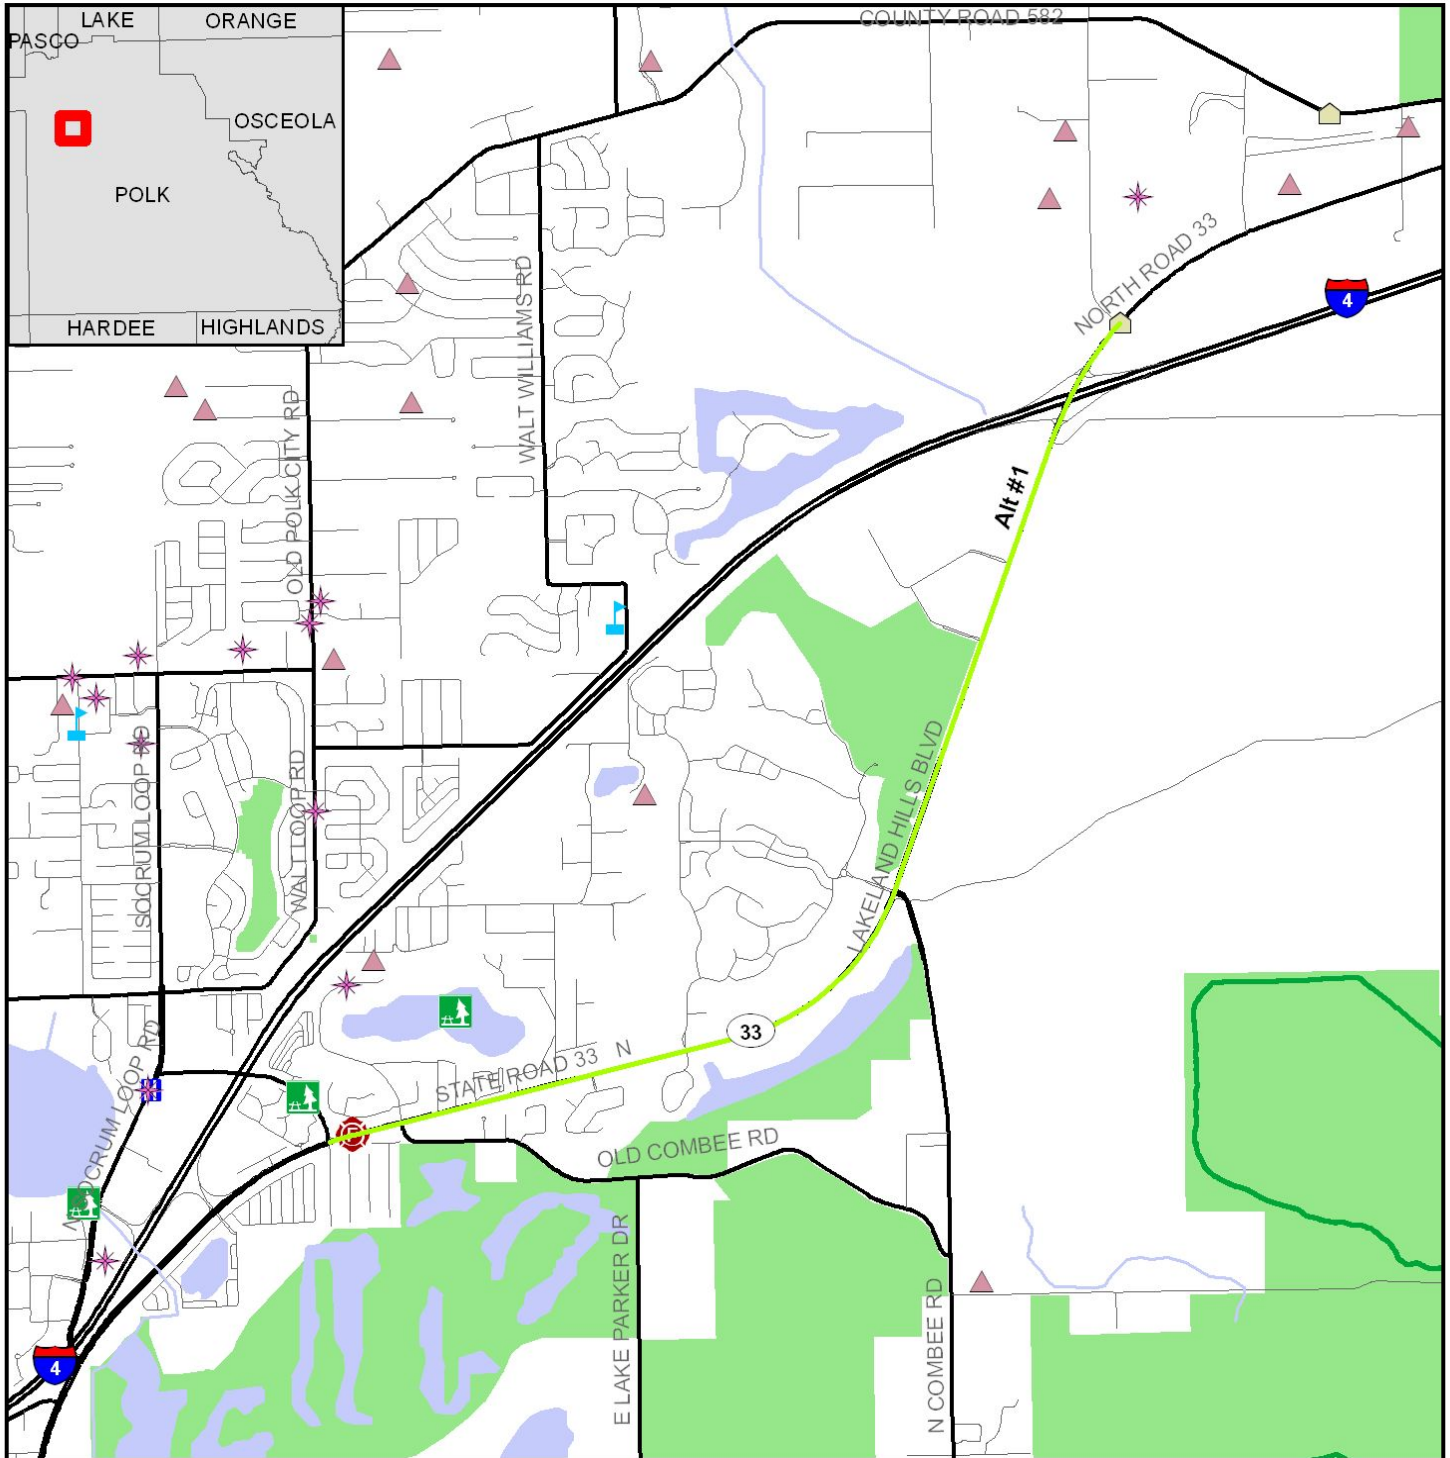 LAKE
ORANGE
PASCO
OSCEOLA
POLK
HARDEE
HIGHLANDS
COUNTY ROAD 582
NORTH ROAD 33
4
WALT WILLIAMS RD
OLD POLK CITY RD
Alt #1
LAKELAND HILLS BLVD
SOCRUM LOOP RD
WALT LOOP RD
33
STATE ROAD 33 N
N SOCRUM LOOP RD
F
OLD COMBEE RD
E LAKE PARKER DR
N COMBEE RD
4